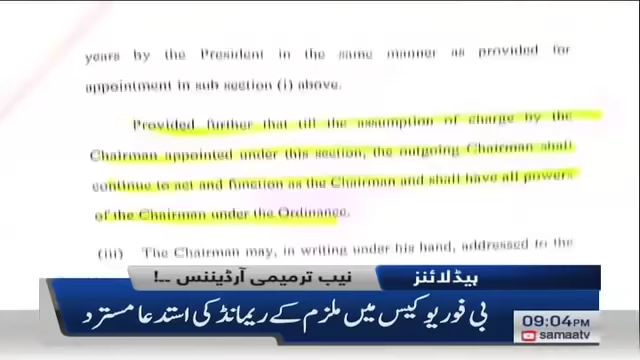 years by the President in the same manner as provided for
appointment in sub section (i) above.
Provided further that till the assumption of charge by the
Chairman appointed under this section, the outgoing Chairman shall
continue to act and function as the Chairman and shall have all powers
of the Chairman under the Ordinance.
(iii) The Chairman may, in writing under his hand, addressed to the
ہیڈلائنز
نیب ترمیمی آرڈیننس ..!
بی فور یو کیس میں ملزم کے ریمانڈ کی استدعا مسترد
09:04PM
samaatv